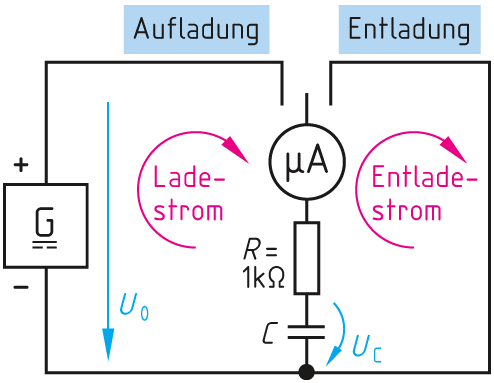 Aufladung
Entladung
+
G
−
U0
Lade-
strom
µA
Entlade-
strom
R =
1kΩ
C
UC